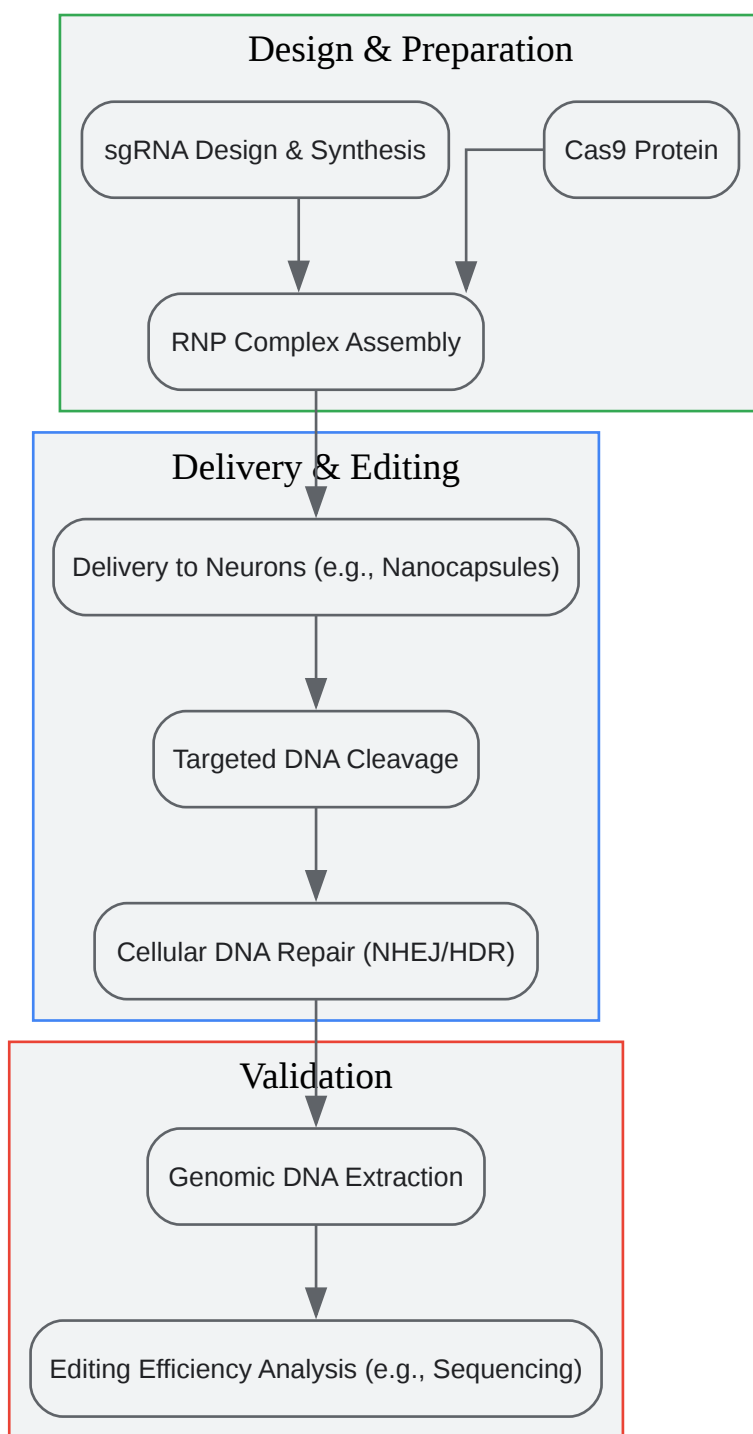 Design & Preparation
sgRNA Design & Synthesis
Cas9 Protein
RNP Complex Assembly
Delivery & Editing
Delivery to Neurons (e.g., Nanocapsules)
Targeted DNA Cleavage
Cellular DNA Repair (NHEJ/HDR)
Validation
Genomic DNA Extraction
Editing Efficiency Analysis (e.g., Sequencing)